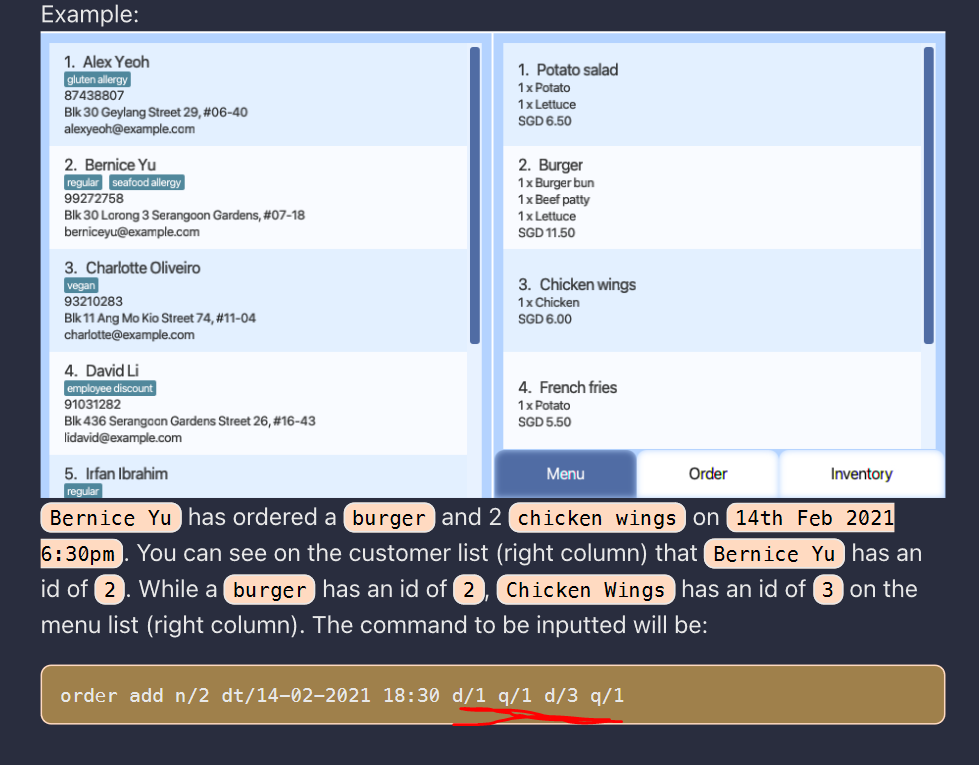 Example:
1. Alex Yeoh
gluten allergy
87438807
Blk 30 Geylang Street 29, #06-40
alexyeoh@example.com
2. Bernice Yu
regular seafood allergy
99272758
Blk 30 Lorong 3 Serangoon Gardens, #07-18
berniceyu@example.com
3. Charlotte Oliveiro
vegan
93210283
Blk 11 Ang Mo Kio Street 74, #11-04
charlotte@example.com
4. David Li
employee discount
91031282
Blk 436 Serangoon Gardens Street 26, #16-43
lidavid@example.com
5. Irfan Ibrahim
regular
1. Potato salad
1 x Potato
1 x Lettuce
SGD 6.50
2. Burger
1 x Burger bun
1 x Beef patty
1 x Lettuce
SGD 11.50
3. Chicken wings
1 x Chicken
SGD 6.00
4. French fries
1 x Potato
SGD 5.50
Menu Order Inventory
Bernice Yu has ordered a burger and 2 chicken wings on 14th Feb 2021
6:30pm. You can see on the customer list (right column) that Bernice Yu has an
id of 2. While a burger has an id of 2, Chicken Wings has an id of 3 on the
menu list (right column). The command to be inputted will be:
order add n/2 dt/14-02-2021 18:30 d/1 q/1 d/3 q/1